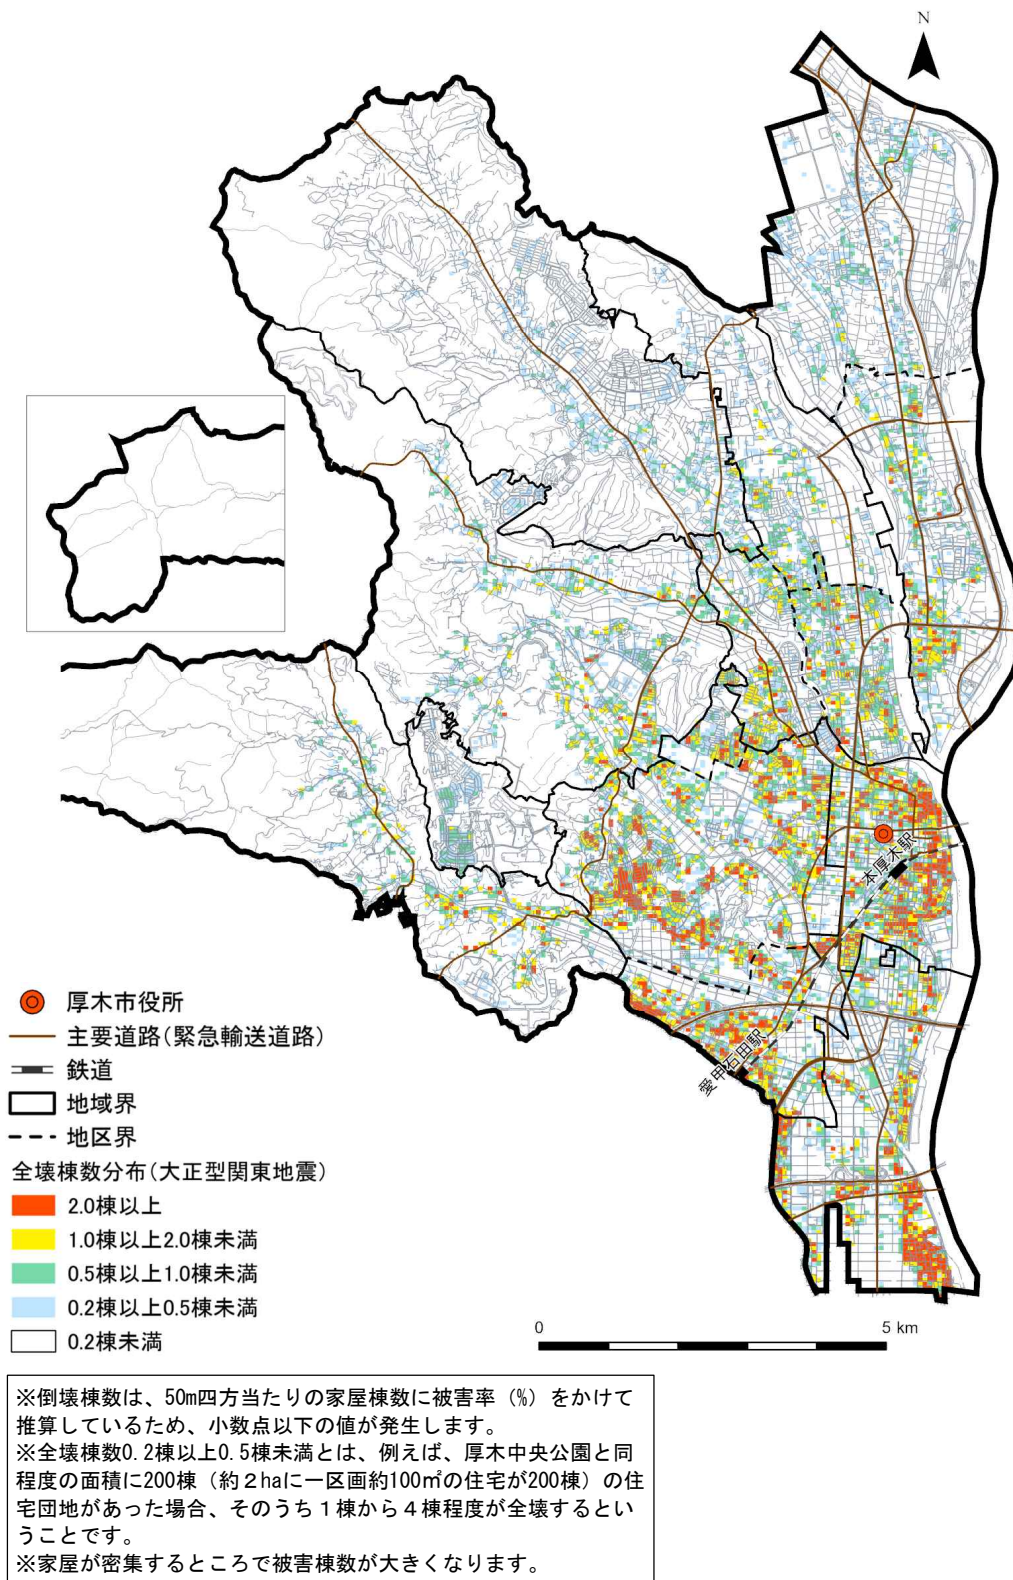 N
本厚木駅
愛甲石田駅
厚木市役所
主要道路(緊急輸送道路)
鉄道
地域界
地区界
全壊棟数分布(大正型関東地震)
2.0棟以上
1.0棟以上2.0棟未満
0.5棟以上1.0棟未満
0.2棟以上0.5棟未満
0.2棟未満
0 5 km
※倒壊棟数は、50m四方当たりの家屋棟数に被害率（%）をかけて
推算しているため、小数点以下の値が発生します。
※全壊棟数0.2棟以上0.5棟未満とは、例えば、厚木中央公園と同
程度の面積に200棟（約２haに一区画約100㎡の住宅が200棟）の住
宅団地があった場合、そのうち１棟から４棟程度が全壊するとい
うことです。
※家屋が密集するところで被害棟数が大きくなります。